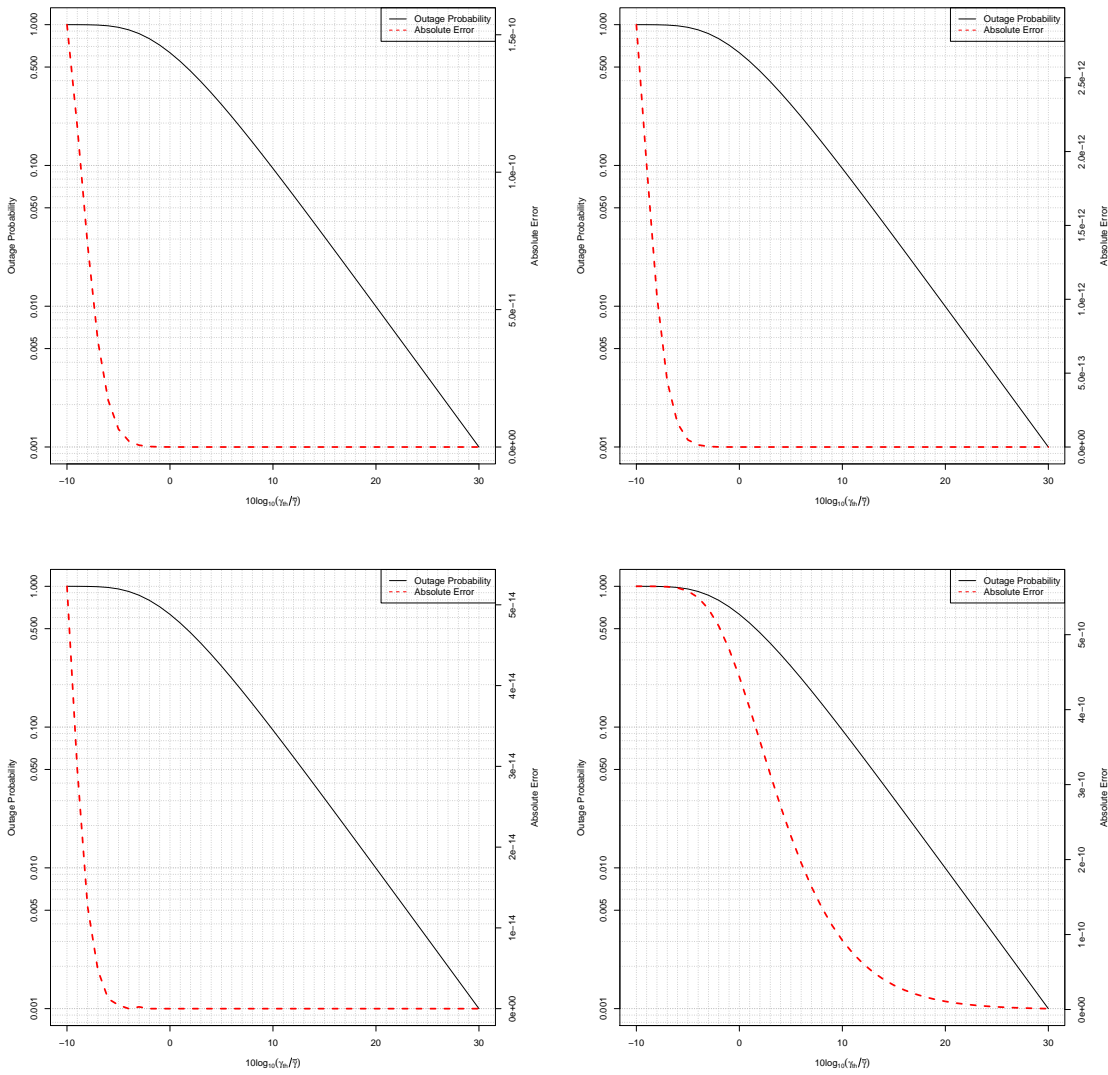 Outage Probability
Absolute Error
1.000
0.500
0.100
0.050
0.010
0.005
0.001
Outage Probability
1.5e−10
1.0e−10
5.0e−11
0.0e+00
Absolute Error
−10 0 10 20 30
10log10(γth/γ̅)
Outage Probability
Absolute Error
1.000
0.500
0.100
0.050
0.010
0.005
0.001
Outage Probability
2.5e−12
2.0e−12
1.5e−12
1.0e−12
5.0e−13
0.0e+00
Absolute Error
−10 0 10 20 30
10log10(γth/γ̅)
Outage Probability
Absolute Error
1.000
0.500
0.100
0.050
0.010
0.005
0.001
Outage Probability
5e−14
4e−14
3e−14
2e−14
1e−14
0e+00
Absolute Error
−10 0 10 20 30
10log10(γth/γ̅)
Outage Probability
Absolute Error
1.000
0.500
0.100
0.050
0.010
0.005
0.001
Outage Probability
5e−10
4e−10
3e−10
2e−10
1e−10
0e+00
Absolute Error
−10 0 10 20 30
10log10(γth/γ̅)